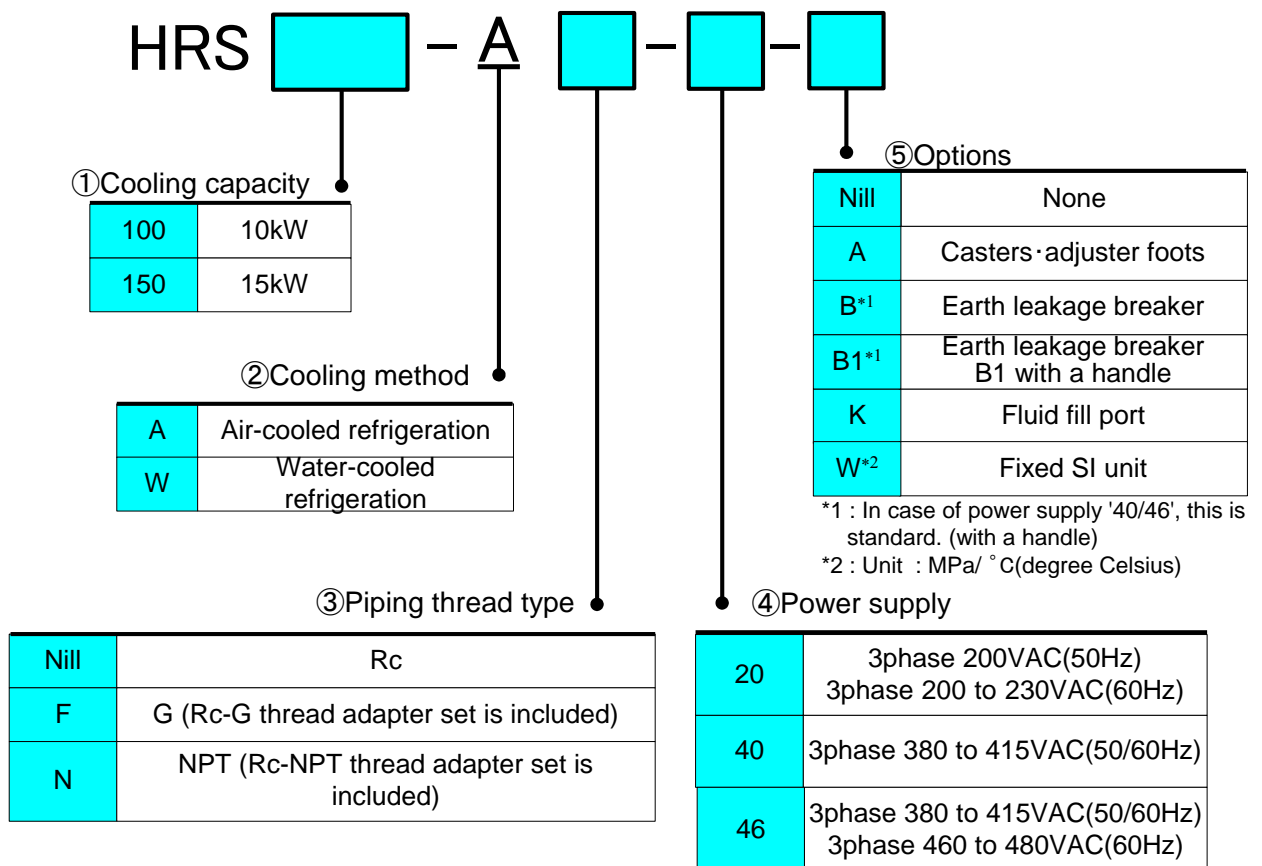 HRS - A - -
①Cooling capacity
100 10kW
150 15kW
②Cooling method
A Air-cooled refrigeration
W Water-cooled
refrigeration
③Piping thread type
Nill Rc
F G (Rc-G thread adapter set is included)
N NPT (Rc-NPT thread adapter set is
included)
④Power supply
20 3phase 200VAC(50Hz)
3phase 200 to 230VAC(60Hz)
40 3phase 380 to 415VAC(50/60Hz)
46 3phase 380 to 415VAC(50/60Hz)
3phase 460 to 480VAC(60Hz)
⑤Options
Nill None
A Casters･adjuster foots
B*1 Earth leakage breaker
B1*1 Earth leakage breaker
B1 with a handle
K Fluid fill port
W*2 Fixed SI unit
*1 : In case of power supply '40/46', this is
standard. (with a handle)
*2 : Unit : MPa/ °C(degree Celsius)